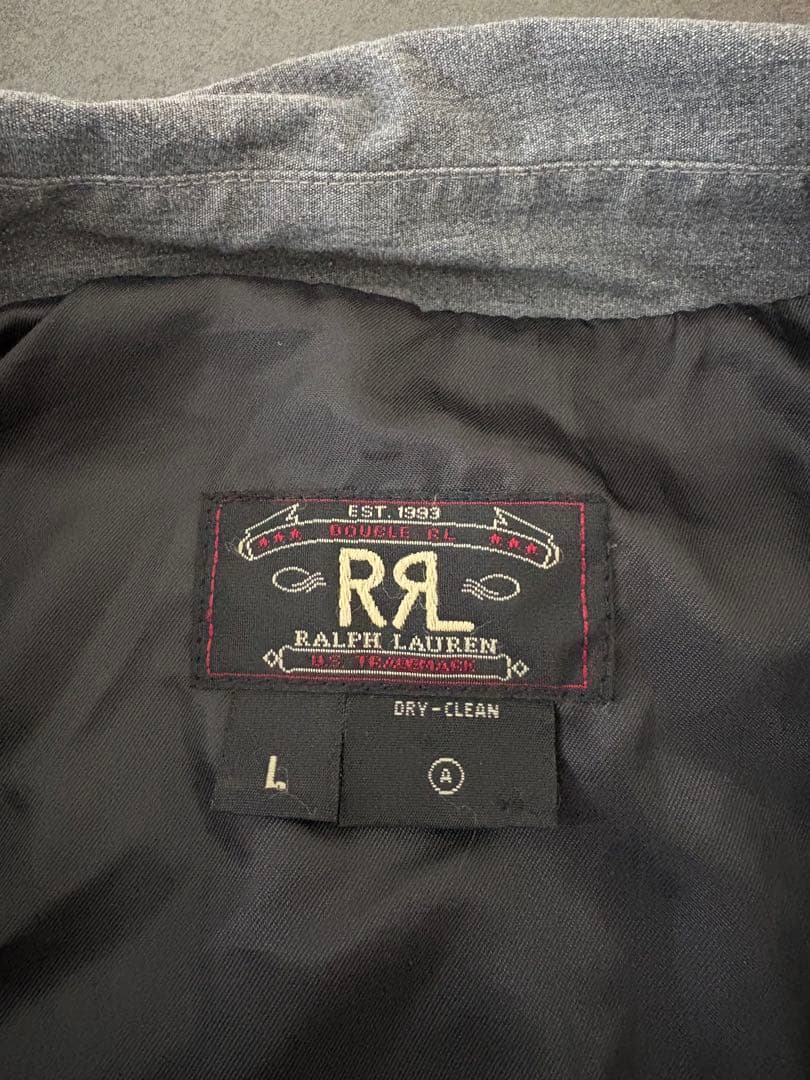 EST. 1993
★★★ DOUBLE RL ★★★
RRL
RALPH LAUREN
U.S. TRADEMARK
DRY-CLEAN
L
A